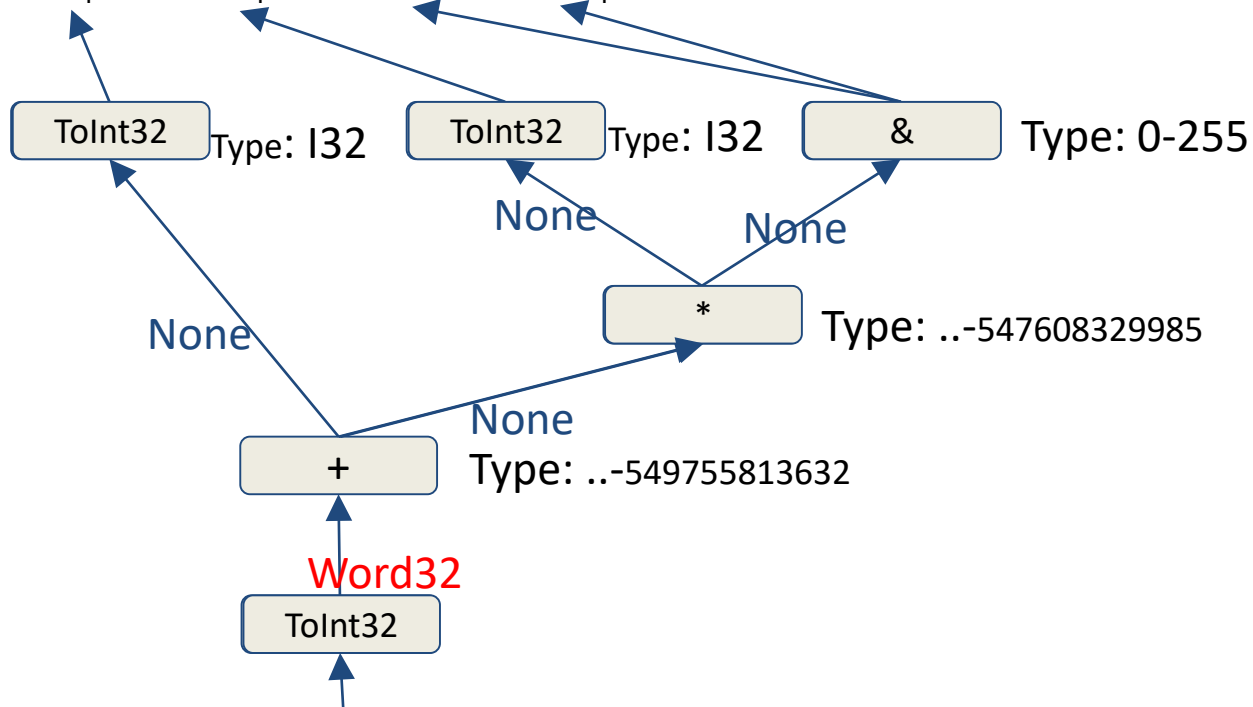 ToInt32
Type: I32
ToInt32
Type: I32
&
Type: 0-255
None
None
*
Type: ..-547608329985
None
None
+
Type: ..-549755813632
Word32
ToInt32